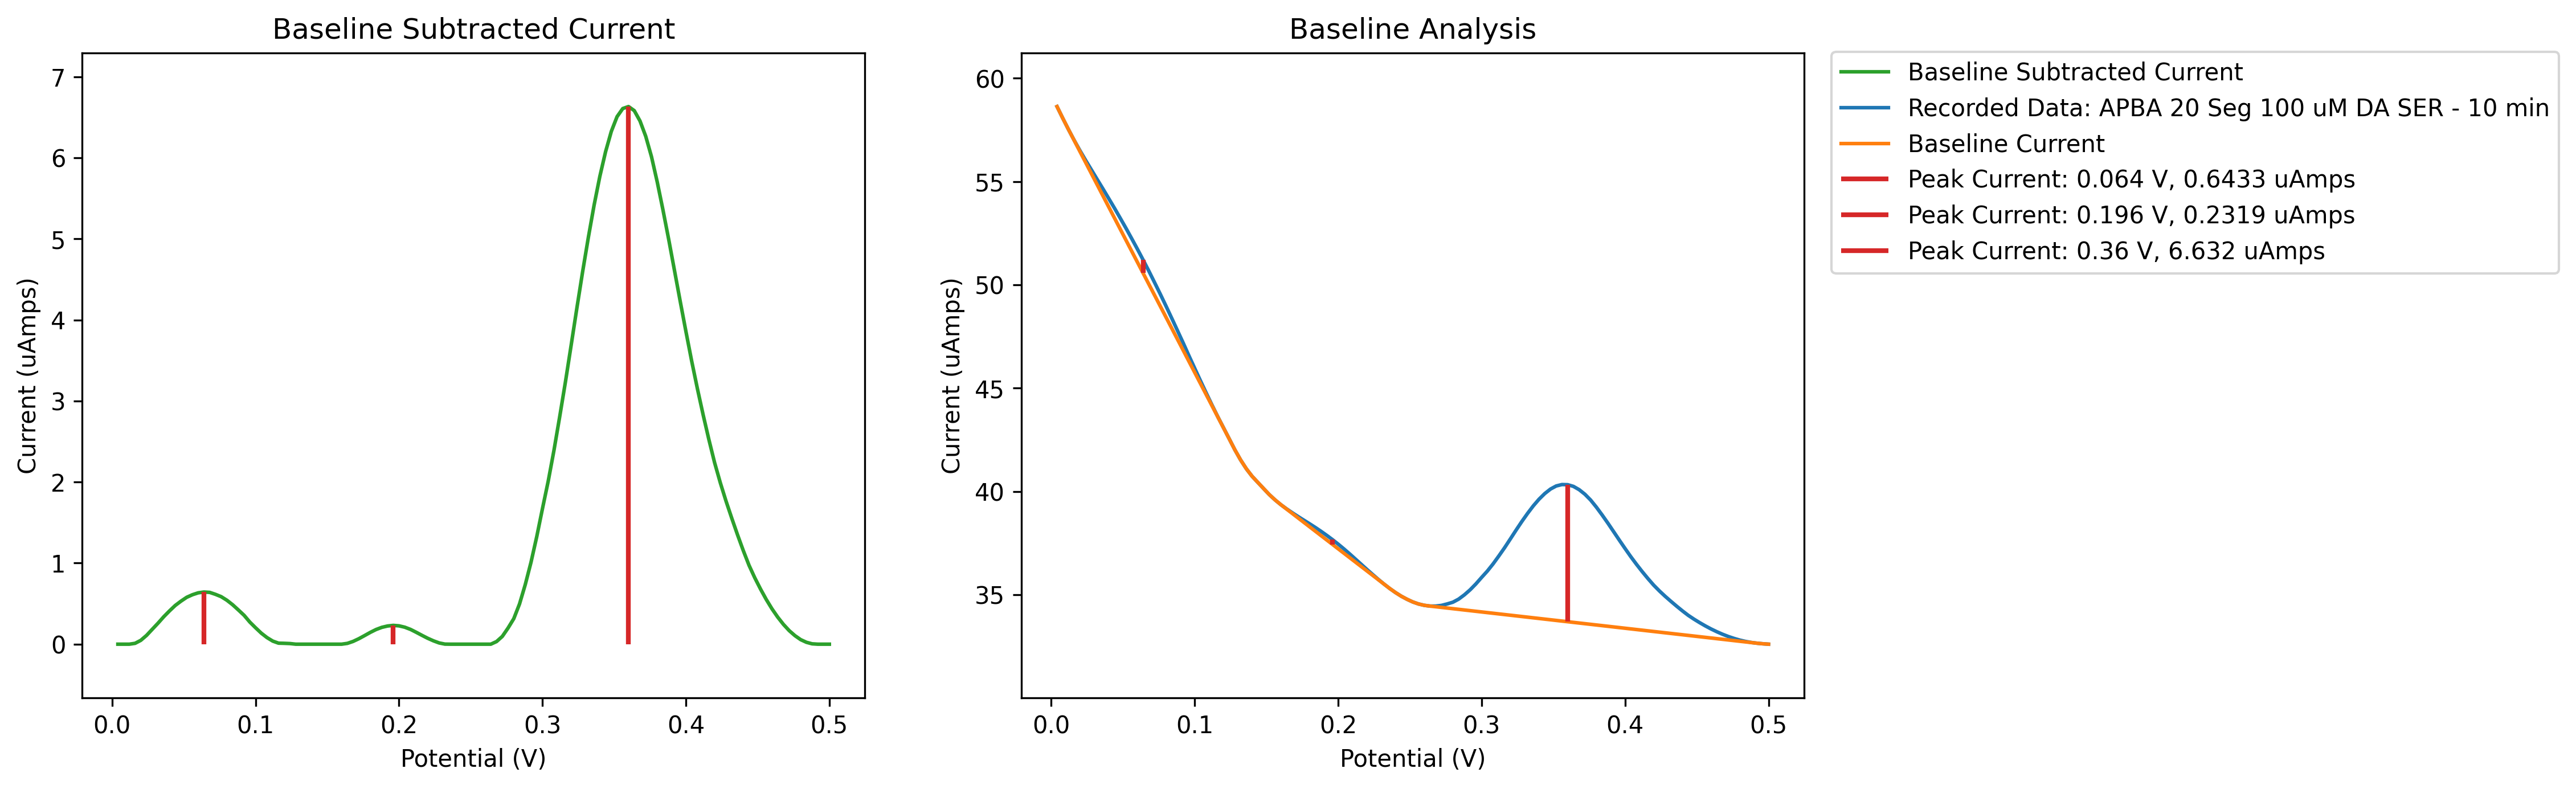 Baseline Subtracted Current
Current (uAmps)
7
6
5
4
3
2
1
0
0.0 0.1 0.2 0.3 0.4 0.5
Potential (V)
Baseline Analysis
Current (uAmps)
60
55
50
45
40
35
0.0 0.1 0.2 0.3 0.4 0.5
Potential (V)
Baseline Subtracted Current
Recorded Data: APBA 20 Seg 100 uM DA SER - 10 min
Baseline Current
Peak Current: 0.064 V, 0.6433 uAmps
Peak Current: 0.196 V, 0.2319 uAmps
Peak Current: 0.36 V, 6.632 uAmps